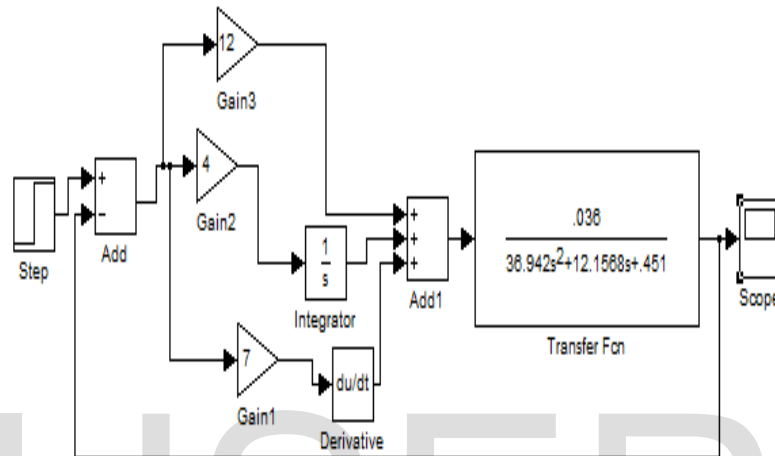 12
Gain3
4
Gain2
+
−
Step
Add
1
s
Integrator
+
+
+
Add1
.036
36.942s²+12.1568s+.451
Transfer Fcn
Scope
7
Gain1
du/dt
Derivative